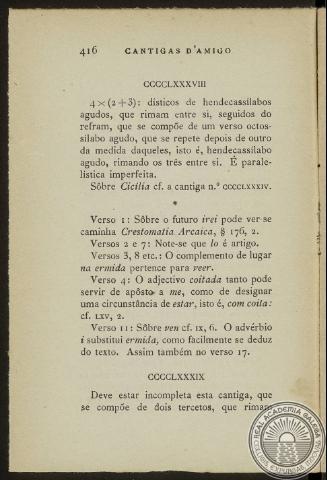 416 CANTIGAS D'AMIGO
CCCCLXXXVIII
4×(2+3): dísticos de hendecassílabos
agudos, que rimam entre si, seguidos do
refram, que se compõe de um verso octos-
sílabo agudo, que se repete depois de outro
da medida daqueles, isto é, hendecassílabo
agudo, rimando os três entre si. É parale-
lística imperfeita.
Sôbre Cicilia cf. a cantiga n.º CCCCLXXXIV.
*
Verso 1: Sôbre o futuro irei pode ver-se
caminha Crestomatia Arcaica, § 176, 2.
Versos 2 e 7: Note-se que lo é artigo.
Versos 3, 8 etc.: O complemento de lugar
na ermida pertence para veer.
Verso 4: O adjectivo coitada tanto pode
servir de apôsto a me, como de designar
uma circunstância de estar, isto é, com coita:
cf. LXV, 2.
Verso 11: Sôbre ven cf. IX, 6. O advérbio
i substitui ermida, como facilmente se deduz
do texto. Assim também no verso 17.
CCCCLXXXIX
Deve estar incompleta esta cantiga, que
se compõe de dois tercetos, que rimam
REAL ACADEMIA GALEGA